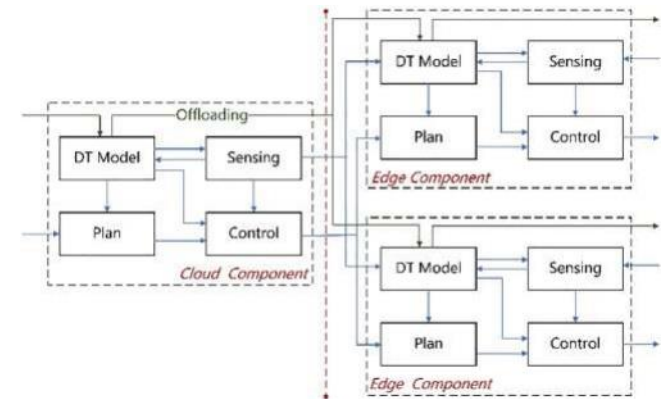 Offloading
DT Model
Sensing
Plan
Control
Cloud Component
DT Model
Sensing
Plan
Control
Edge Component
DT Model
Sensing
Plan
Control
Edge Component